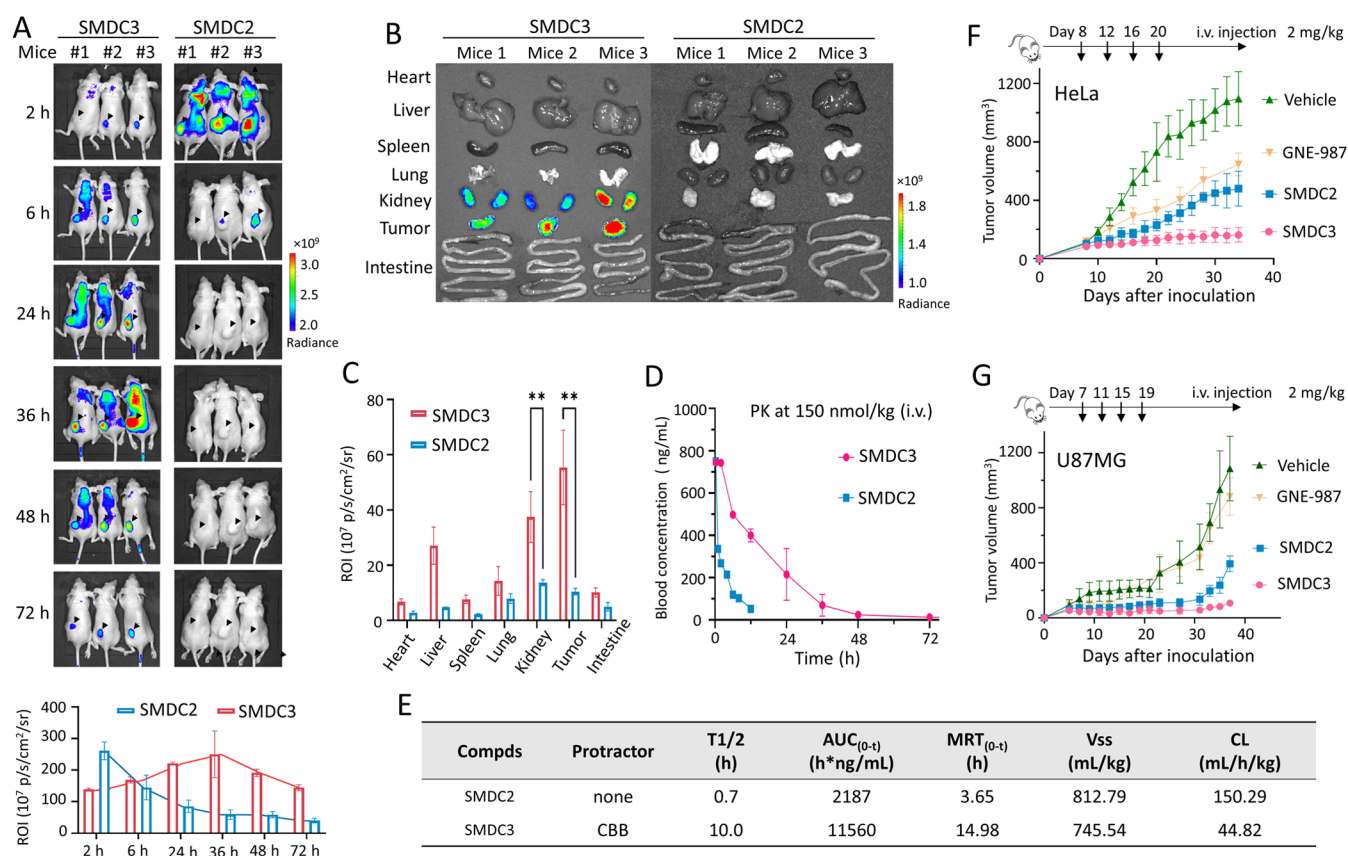 A
SMDC3 SMDC2
Mice #1 #2 #3 #1 #2 #3
2 h
6 h
24 h
36 h
48 h
72 h
×10⁹
3.0
2.5
2.0
Radiance
ROI (10⁷ p/s/cm²/sr)
SMDC2 SMDC3
400
300
200
100
0
2 h 6 h 24 h 36 h 48 h 72 h
B
SMDC3 SMDC2
Mice 1 Mice 2 Mice 3 Mice 1 Mice 2 Mice 3
Heart
Liver
Spleen
Lung
Kidney
Tumor
Intestine
×10⁹
1.8
1.4
1.0
Radiance
C
ROI (10⁷ p/s/cm²/sr)
80
60
40
20
0
SMDC3
SMDC2
** **
Heart Liver Spleen Lung Kidney Tumor Intestine
D
PK at 150 nmol/kg (i.v.)
Blood concentration ( ng/mL)
1000
800
600
400
200
0
SMDC3
SMDC2
0 24 48 72
Time (h)
E
Compds Protractor T1/2 (h) AUC(0-t) (h*ng/mL) MRT(0-t) (h) Vss (mL/kg) CL (mL/h/kg)
SMDC2 none 0.7 2187 3.65 812.79 150.29
SMDC3 CBB 10.0 11560 14.98 745.54 44.82
F
Day 8 12 16 20 i.v. injection 2 mg/kg
HeLa
Tumor volume (mm³)
1200
800
400
0
Vehicle
GNE-987
SMDC2
SMDC3
0 10 20 30 40
Days after inoculation
G
Day 7 11 15 19 i.v. injection 2 mg/kg
U87MG
Tumor volume (mm³)
1200
800
400
0
Vehicle
GNE-987
SMDC2
SMDC3
0 10 20 30 40
Days after inoculation